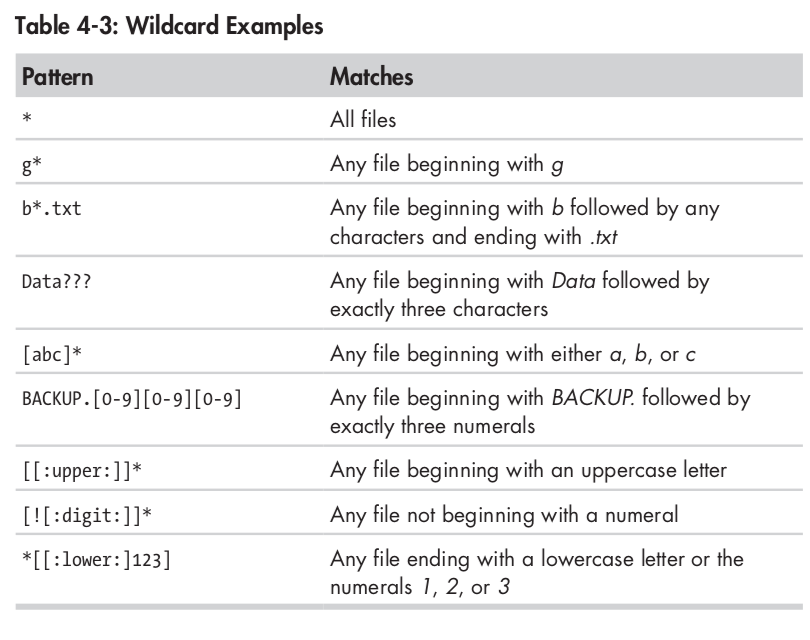 Table 4-3: Wildcard Examples
Pattern Matches
* All files
g* Any file beginning with g
b*.txt Any file beginning with b followed by any
characters and ending with .txt
Data??? Any file beginning with Data followed by
exactly three characters
[abc]* Any file beginning with either a, b, or c
BACKUP.[0-9][0-9][0-9] Any file beginning with BACKUP. followed by
exactly three numerals
[[:upper:]]* Any file beginning with an uppercase letter
[![:digit:]]* Any file not beginning with a numeral
*[[:lower:]123] Any file ending with a lowercase letter or the
numerals 1, 2, or 3